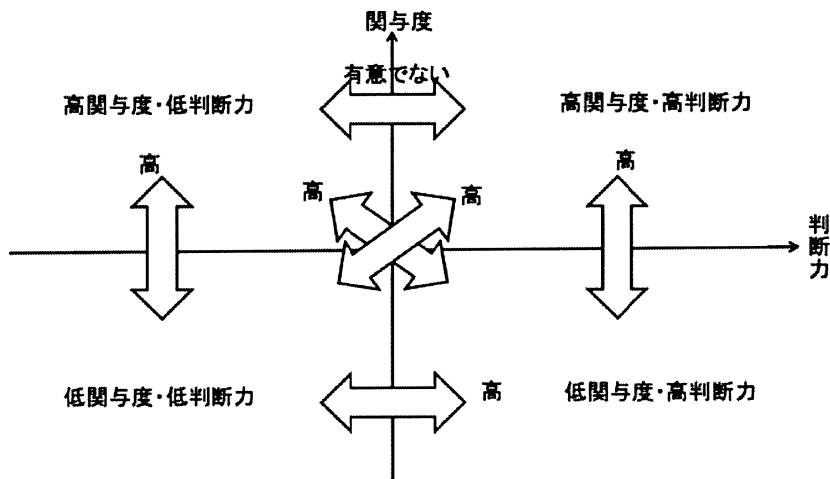 関与度
有意でない
高関与度・低判断力
高関与度・高判断力
高
高
高
高
判断力
低関与度・低判断力
高
低関与度・高判断力